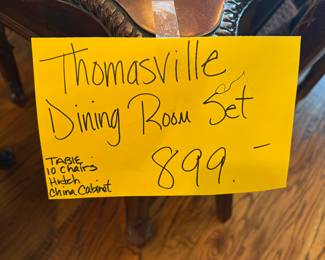 Thomasville
Dining Room Set
TABLE
10 Chairs
Hutch
China Cabinet
899.-